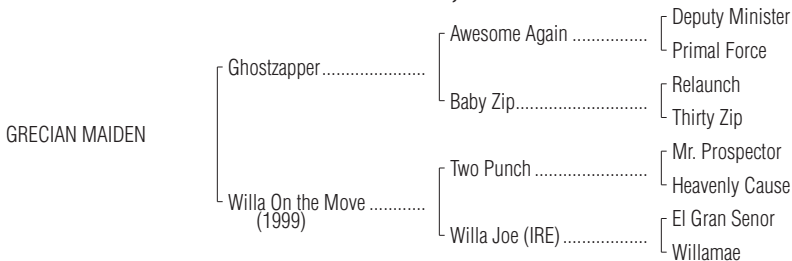 Deputy Minister
Awesome Again ................
Primal Force
Ghostzapper......................
Relaunch
Baby Zip............................
Thirty Zip
GRECIAN MAIDEN
Mr. Prospector
Two Punch ........................
Heavenly Cause
Willa On the Move ............
(1999)
El Gran Senor
Willa Joe (IRE)..................
Willamae